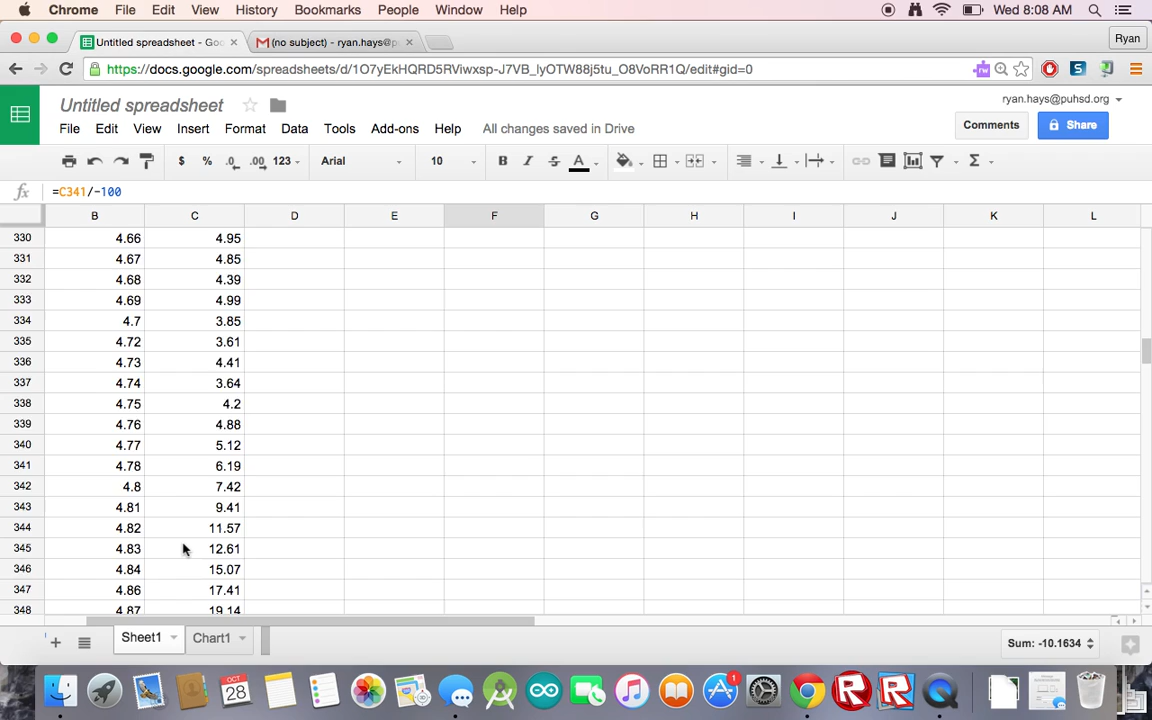 Chrome File Edit View History Bookmarks People Window Help Wed 8:08 AM
Untitled spreadsheet - Goo (no subject) - ryan.hays@p Ryan
https://docs.google.com/spreadsheets/d/1O7yEkHQRD5RViwxsp-J7VB_lyOTW88j5tu_O8VoRR1Q/edit#gid=0
Untitled spreadsheet ryan.hays@puhsd.org
File Edit View Insert Format Data Tools Add-ons Help All changes saved in Drive Comments Share
$ % .0 .00 123 Arial 10 B I S A Σ
fx =C341/-100
B C D E F G H I J K L
330 4.66 4.95
331 4.67 4.85
332 4.68 4.39
333 4.69 4.99
334 4.7 3.85
335 4.72 3.61
336 4.73 4.41
337 4.74 3.64
338 4.75 4.2
339 4.76 4.88
340 4.77 5.12
341 4.78 6.19
342 4.8 7.42
343 4.81 9.41
344 4.82 11.57
345 4.83 12.61
346 4.84 15.07
347 4.86 17.41
348 4.87 19.14
+ Sheet1 Chart1 Sum: -10.1634
OCT
28
1